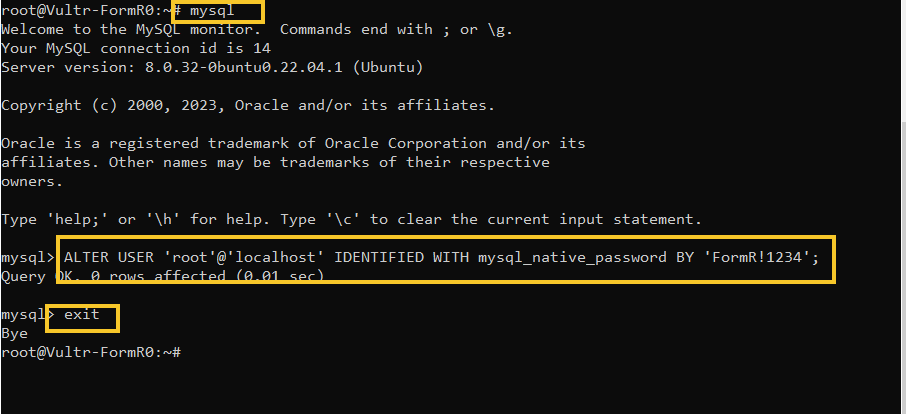 root@Vultr-FormR0:~# mysql
Welcome to the MySQL monitor.  Commands end with ; or \g.
Your MySQL connection id is 14
Server version: 8.0.32-0buntu0.22.04.1 (Ubuntu)
Copyright (c) 2000, 2023, Oracle and/or its affiliates.
Oracle is a registered trademark of Oracle Corporation and/or its
affiliates. Other names may be trademarks of their respective
owners.
Type 'help;' or '\h' for help. Type '\c' to clear the current input statement.
mysql> ALTER USER 'root'@'localhost' IDENTIFIED WITH mysql_native_password BY 'FormR!1234';
Query OK, 0 rows affected (0.01 sec)
mysql> exit
Bye
root@Vultr-FormR0:~#